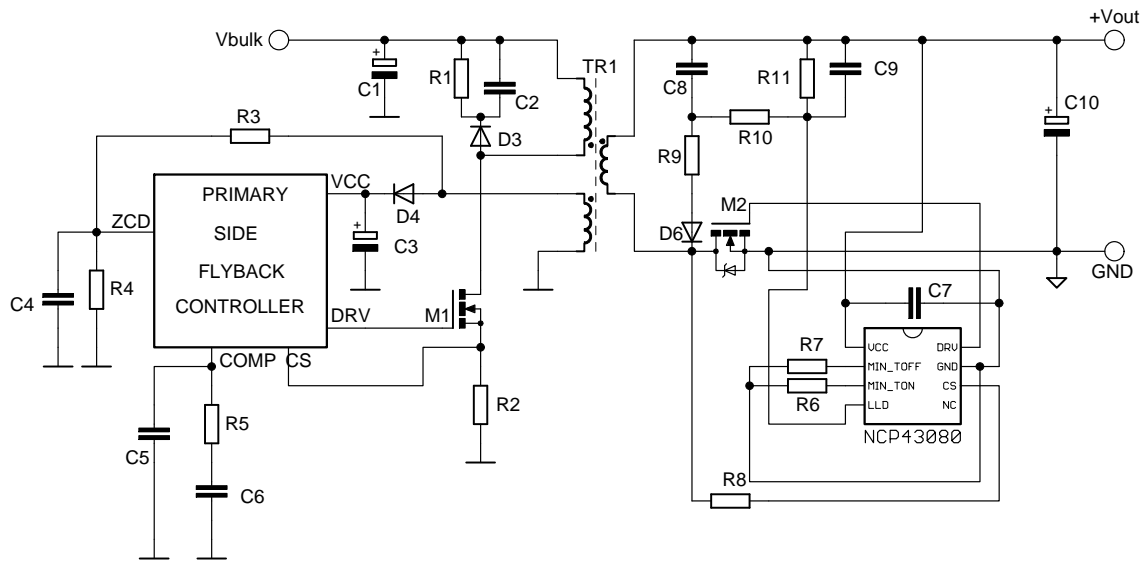 +Vout
Vbulk
TR1
+
C1
R1
C2
C8
R11
C9
+
C10
R3
D3
R10
R9
PRIMARY
SIDE
FLYBACK
CONTROLLER
VCC
ZCD
DRV
COMP
CS
D4
+
C3
M2
D6
GND
C4
R4
M1
C7
R2
R7
R6
VCC
MIN_TOFF
MIN_TON
LLD
DRV
GND
CS
NC
NCP43080
C5
R5
C6
R8